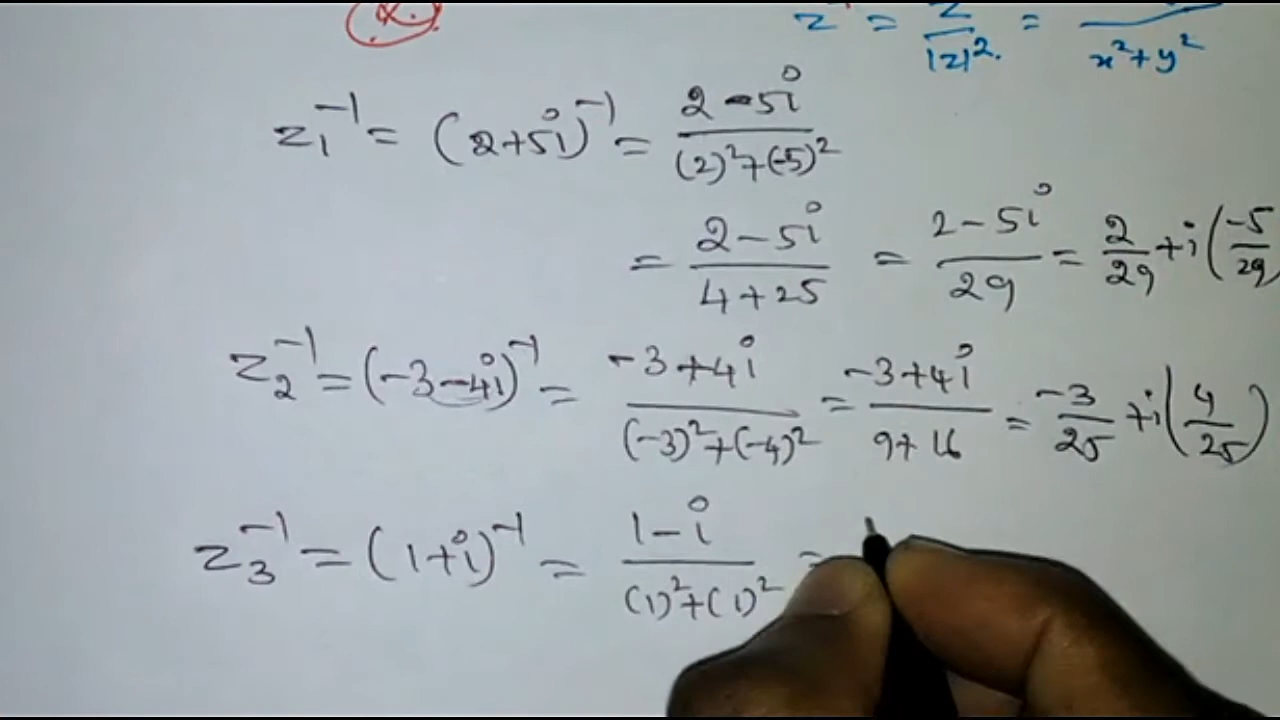 z⁻¹ = z̄/|z|² = /x²+y²
z₁⁻¹ = (2+5i)⁻¹ = 2-5i/(2)²+(-5)²
= 2-5i/4+25 = 2-5i/29 = 2/29 +i(-5/29
z₂⁻¹ = (-3-4i)⁻¹ = -3+4i/(-3)²+(-4)² = -3+4i/9+16 = -3/25 +i(4/25)
z₃⁻¹ = (1+i)⁻¹ = 1-i/(1)²+(1)² =